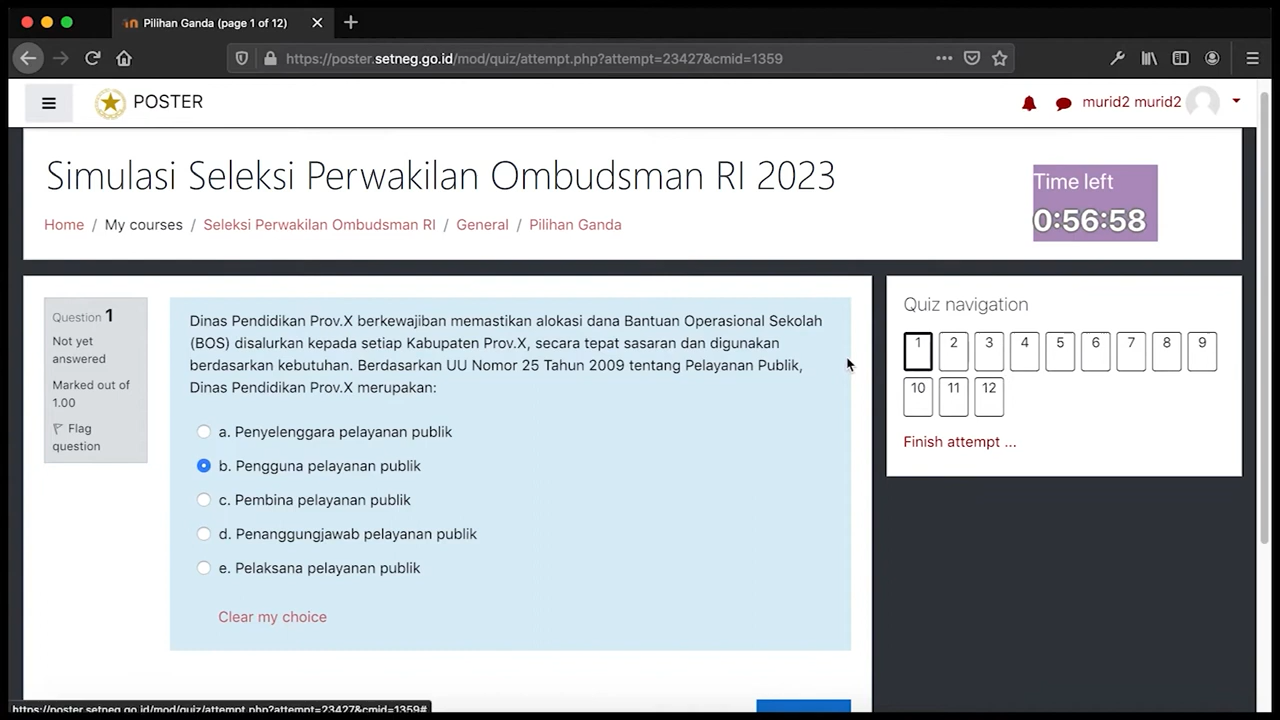 Pilihan Ganda (page 1 of 12)
https://poster.setneg.go.id/mod/quiz/attempt.php?attempt=23427&cmid=1359
POSTER
murid2 murid2
Simulasi Seleksi Perwakilan Ombudsman RI 2023
Time left
0:56:58
Home / My courses / Seleksi Perwakilan Ombudsman RI / General / Pilihan Ganda
Question 1
Not yet
answered
Marked out of
1.00
Flag
question
Dinas Pendidikan Prov.X berkewajiban memastikan alokasi dana Bantuan Operasional Sekolah
(BOS) disalurkan kepada setiap Kabupaten Prov.X, secara tepat sasaran dan digunakan
berdasarkan kebutuhan. Berdasarkan UU Nomor 25 Tahun 2009 tentang Pelayanan Publik,
Dinas Pendidikan Prov.X merupakan:
a. Penyelenggara pelayanan publik
b. Pengguna pelayanan publik
c. Pembina pelayanan publik
d. Penanggungjawab pelayanan publik
e. Pelaksana pelayanan publik
Clear my choice
Quiz navigation
1 2 3 4 5 6 7 8 9
10 11 12
Finish attempt ...
https://poster.setneg.go.id/mod/quiz/attempt.php?attempt=23427&cmid=1359#